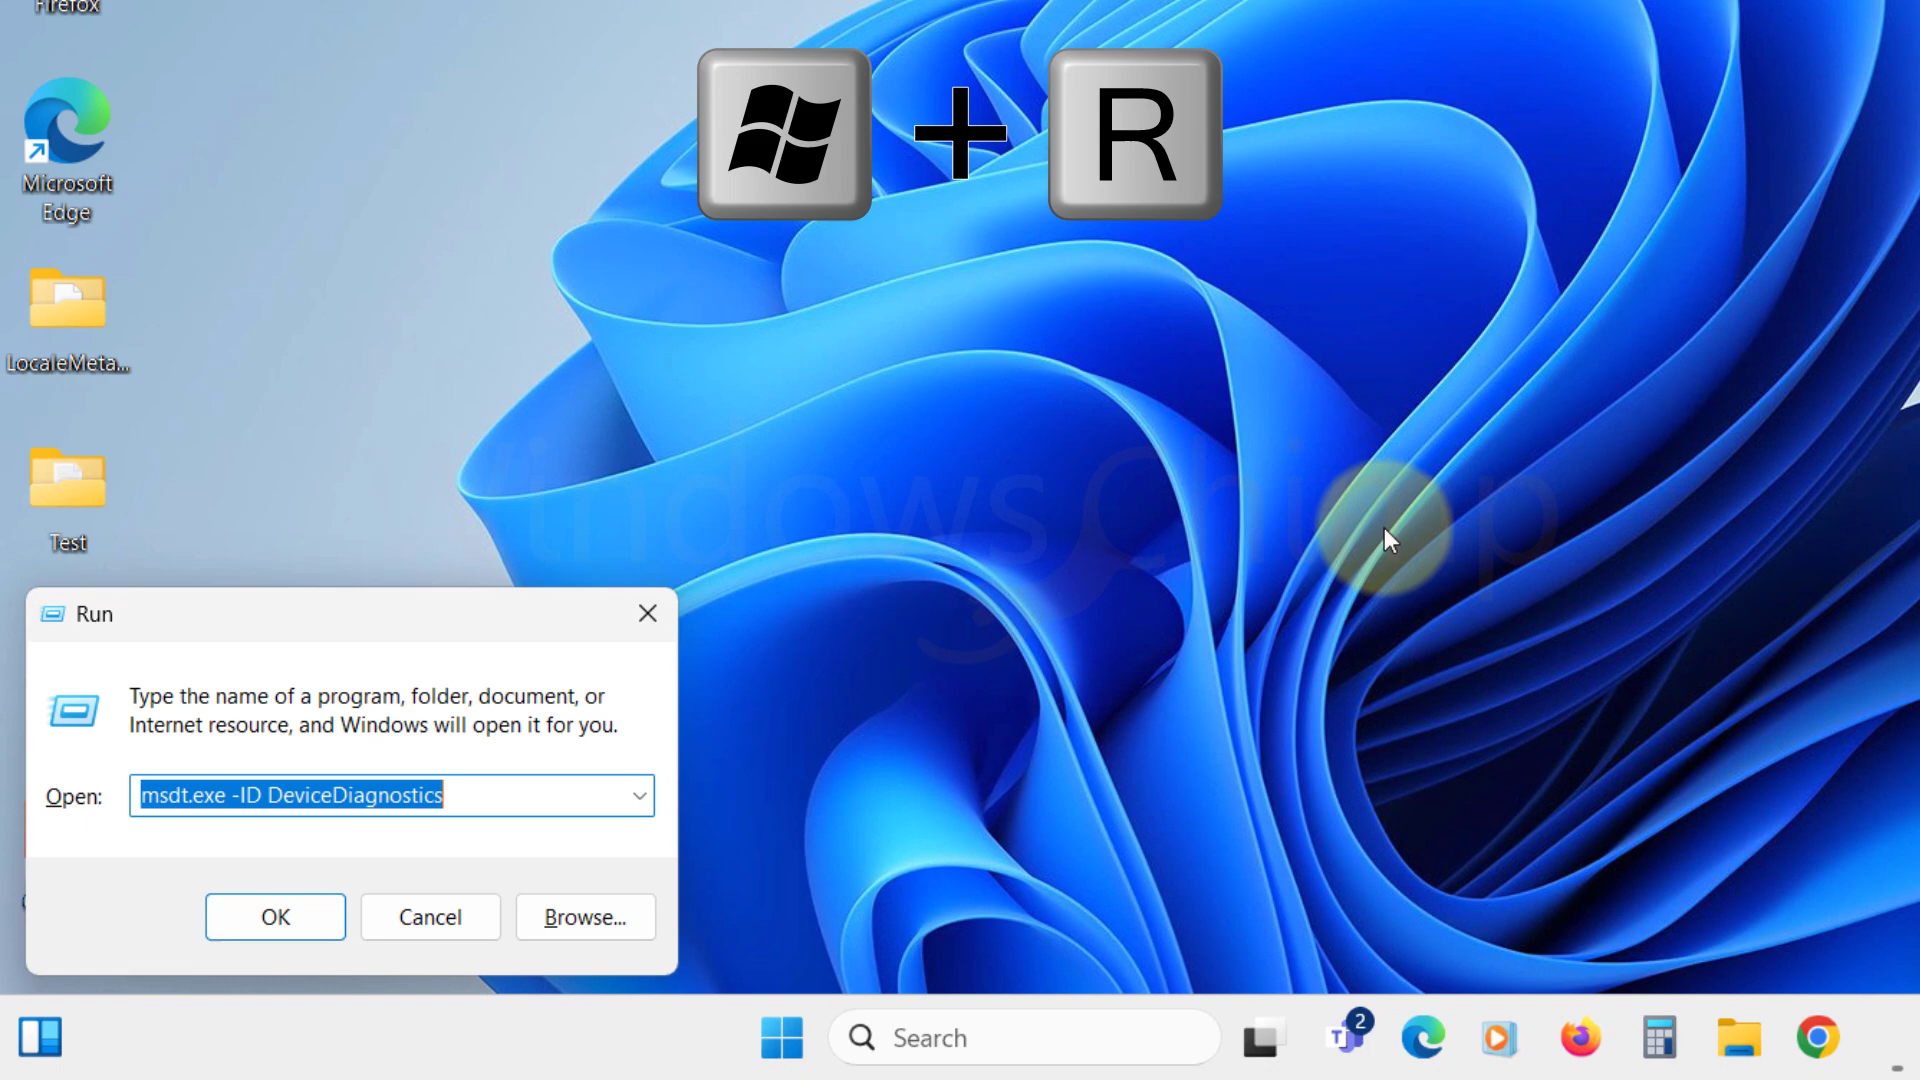 Firefox
R
Microsoft
Edge
LocaleMeta...
Test
Run
Type the name of a program, folder, document, or
Internet resource, and Windows will open it for you.
Open:
msdt.exe -ID DeviceDiagnostics
OK
Cancel
Browse...
Search
T
2